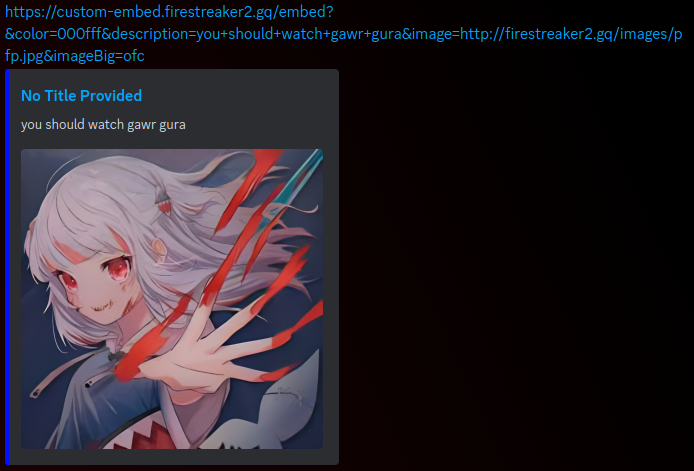 https://custom-embed.firestreaker2.gq/embed?
&color=000fff&description=you+should+watch+gawr+gura&image=http://firestreaker2.gq/images/p
fp.jpg&imageBig=ofc
No Title Provided
you should watch gawr gura